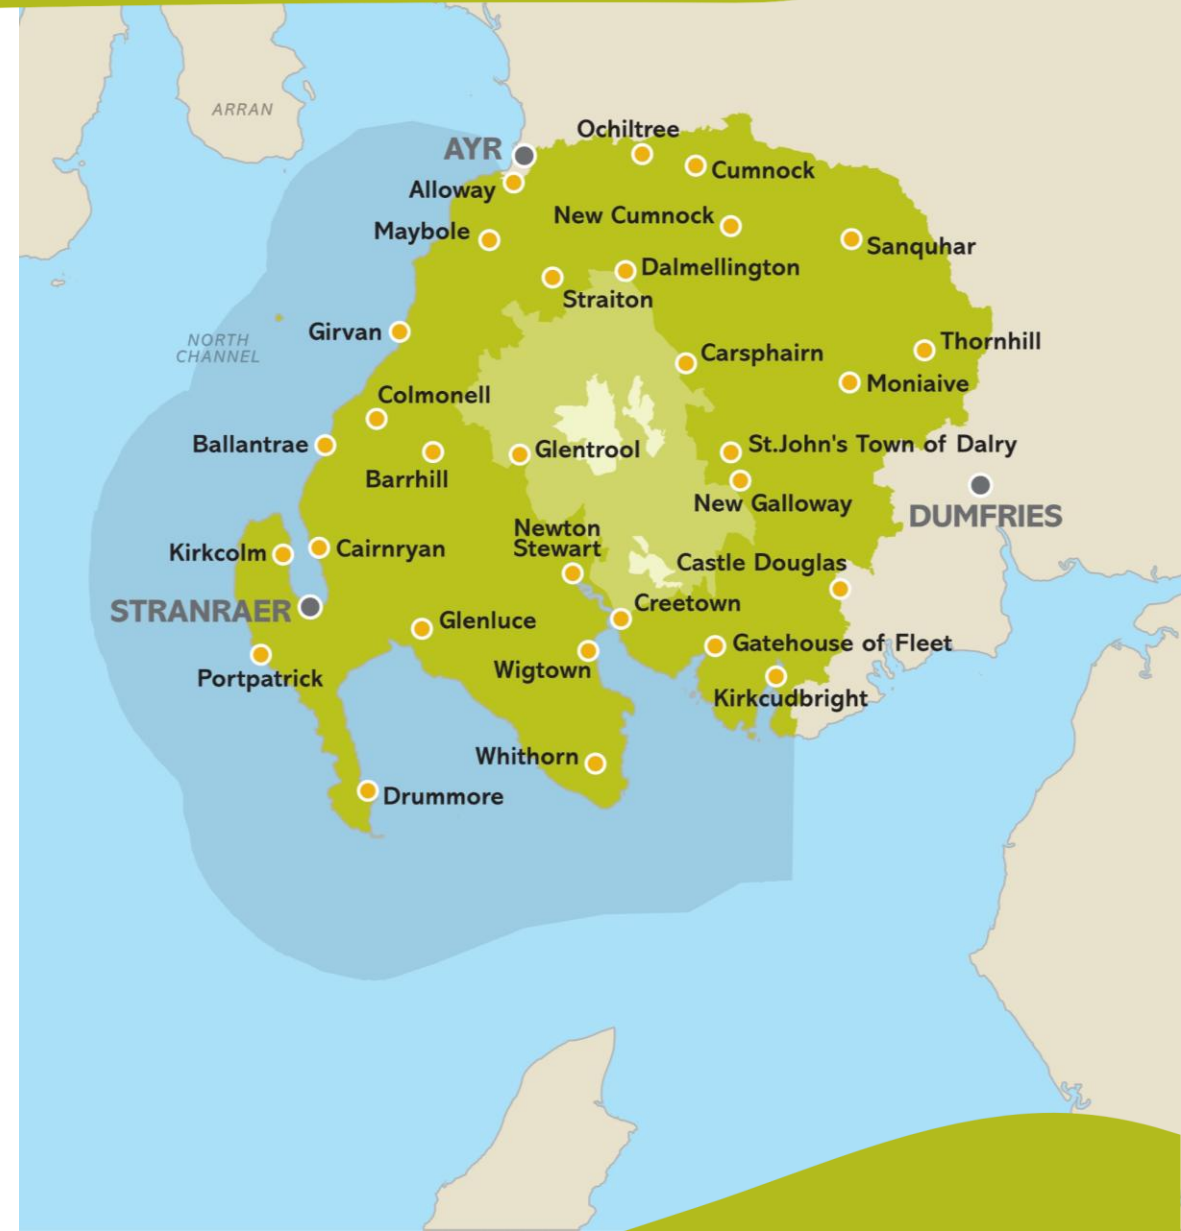 ARRAN
Ochiltree
AYR
Cumnock
Alloway
New Cumnock
Maybole
Sanquhar
Dalmellington
Straiton
Girvan
NORTH
CHANNEL
Thornhill
Carsphairn
Moniaive
Colmonell
Ballantrae
St.John's Town of Dalry
Glentrool
Barrhill
New Galloway
DUMFRIES
Newton
Stewart
Kirkcolm
Cairnryan
Castle Douglas
STRANRAER
Creetown
Glenluce
Gatehouse of Fleet
Wigtown
Portpatrick
Kirkcudbright
Whithorn
Drummore